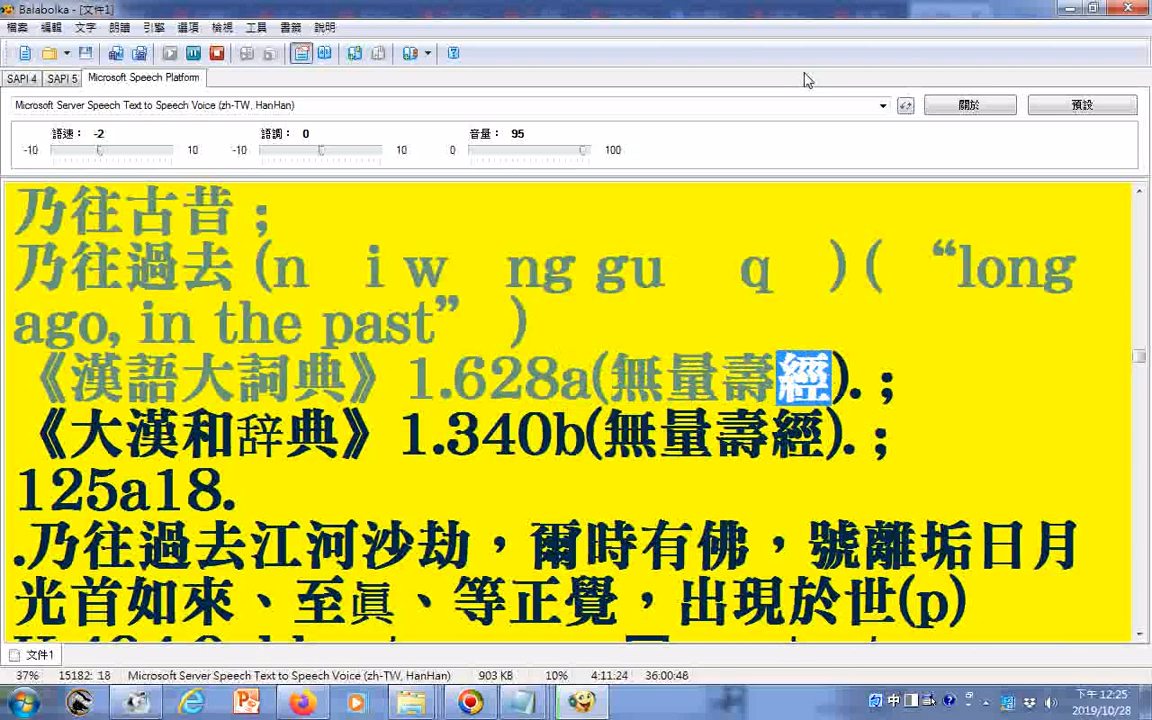 Balabolka - [文件1]
檔案 編輯 文字 朗讀 引擎 選項 檢視 工具 書籤 說明
SAPI 4 SAPI 5 Microsoft Speech Platform
Microsoft Server Speech Text to Speech Voice (zh-TW, HanHan) 關於 預設
語速： -2 語調： 0 音量： 95
-10 10 -10 10 0 100
乃往古昔；
乃往過去 (n i w ng gu q ) ( “long
ago, in the past” )
《漢語大詞典》 1.628a(無量壽經). ;
《大漢和辞典》 1.340b(無量壽經). ;
125a18.
.乃往過去江河沙劫，爾時有佛，號離垢日月
光首如來、至眞、等正覺，出現於世(p)
文件1
37% 15182: 18 Microsoft Server Speech Text to Speech Voice (zh-TW, HanHan) 903 KB 10% 4:11:24 36:00:48
中 下午 12:25
2019/10/28